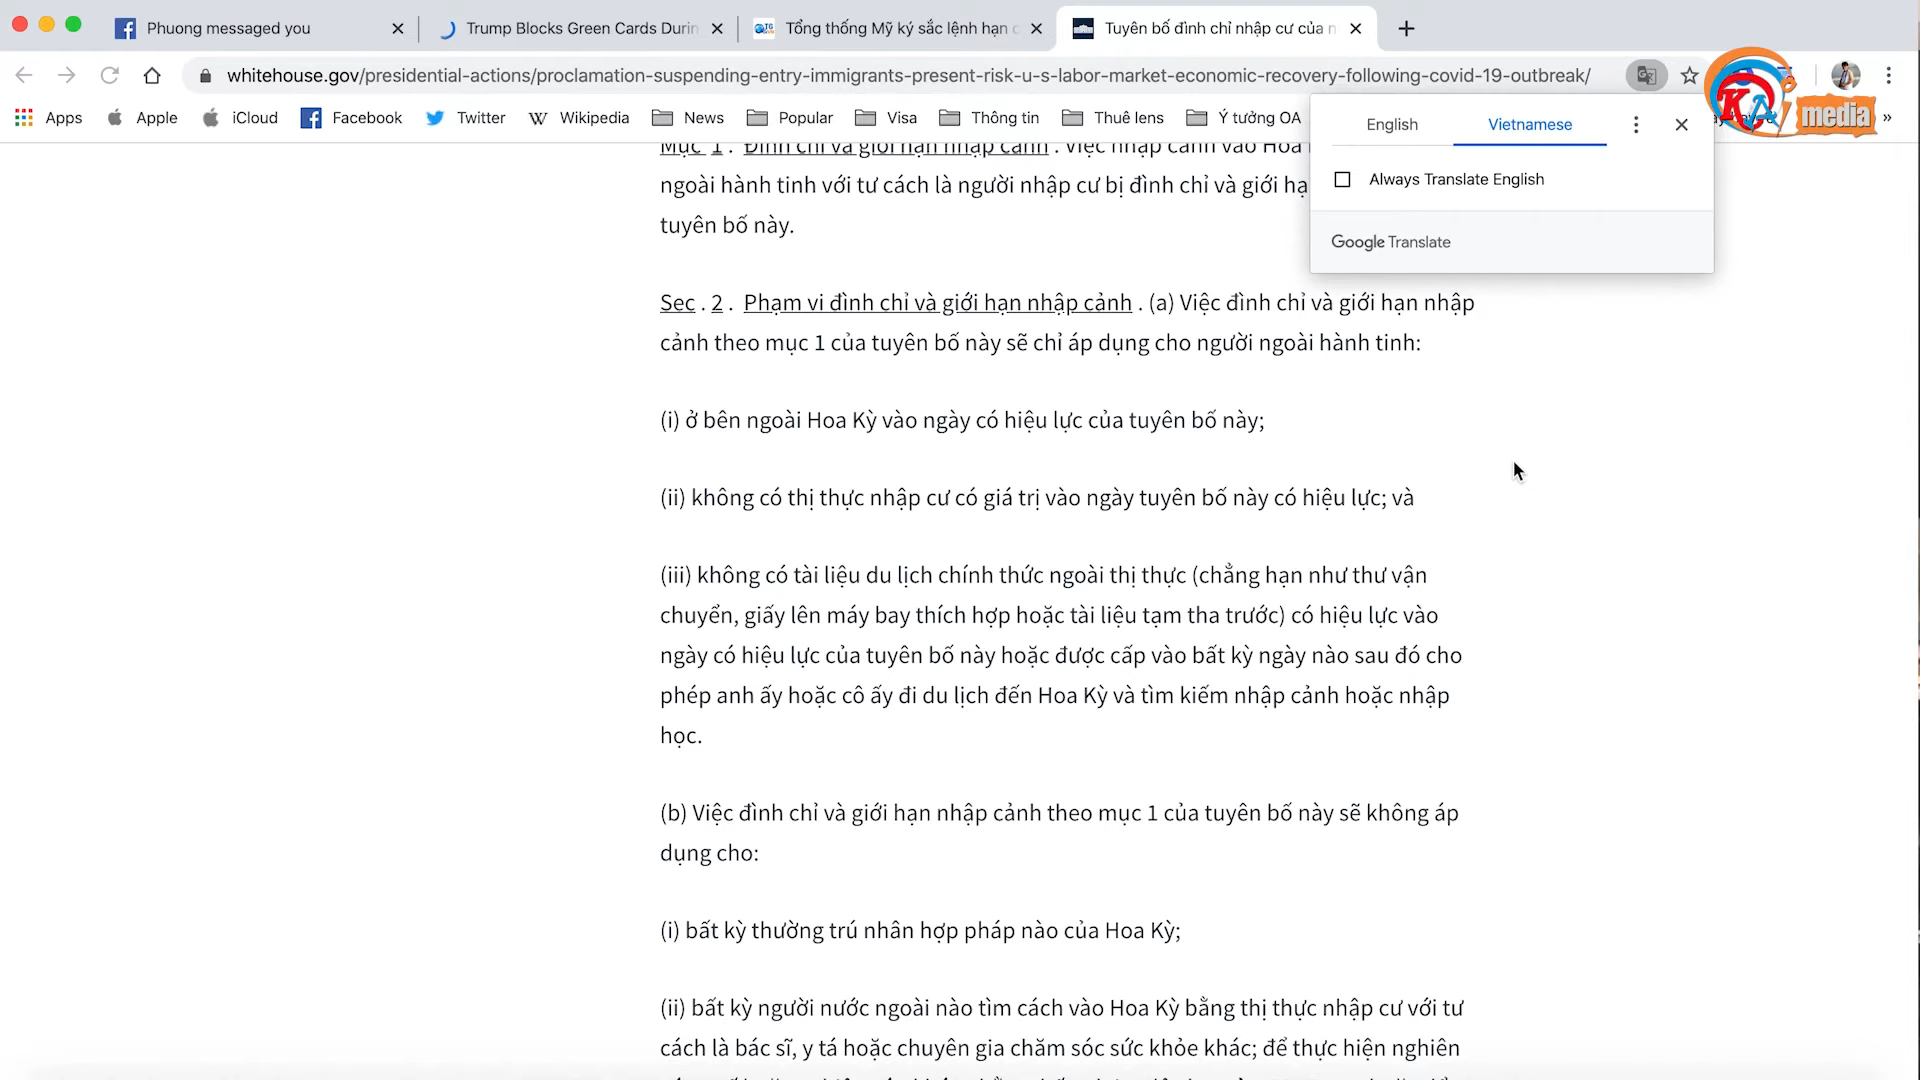 Phuong messaged you
Trump Blocks Green Cards Durin
Tổng thống Mỹ ký sắc lệnh hạn c
Tuyên bố đình chỉ nhập cư của n
whitehouse.gov/presidential-actions/proclamation-suspending-entry-immigrants-present-risk-u-s-labor-market-economic-recovery-following-covid-19-outbreak/
Apps Apple iCloud Facebook Twitter Wikipedia News Popular Visa Thông tin Thuê lens Ý tưởng OA »
KAT media
English Vietnamese
Always Translate English
Google Translate
Mục 1 . Đình chỉ và giới hạn nhập cảnh . Việc nhập cảnh vào Hoa
ngoài hành tinh với tư cách là người nhập cư bị đình chỉ và giới hạ
tuyên bố này.
Sec . 2 . Phạm vi đình chỉ và giới hạn nhập cảnh . (a) Việc đình chỉ và giới hạn nhập
cảnh theo mục 1 của tuyên bố này sẽ chỉ áp dụng cho người ngoài hành tinh:
(i) ở bên ngoài Hoa Kỳ vào ngày có hiệu lực của tuyên bố này;
(ii) không có thị thực nhập cư có giá trị vào ngày tuyên bố này có hiệu lực; và
(iii) không có tài liệu du lịch chính thức ngoài thị thực (chẳng hạn như thư vận
chuyển, giấy lên máy bay thích hợp hoặc tài liệu tạm tha trước) có hiệu lực vào
ngày có hiệu lực của tuyên bố này hoặc được cấp vào bất kỳ ngày nào sau đó cho
phép anh ấy hoặc cô ấy đi du lịch đến Hoa Kỳ và tìm kiếm nhập cảnh hoặc nhập
học.
(b) Việc đình chỉ và giới hạn nhập cảnh theo mục 1 của tuyên bố này sẽ không áp
dụng cho:
(i) bất kỳ thường trú nhân hợp pháp nào của Hoa Kỳ;
(ii) bất kỳ người nước ngoài nào tìm cách vào Hoa Kỳ bằng thị thực nhập cư với tư
cách là bác sĩ, y tá hoặc chuyên gia chăm sóc sức khỏe khác; để thực hiện nghiên